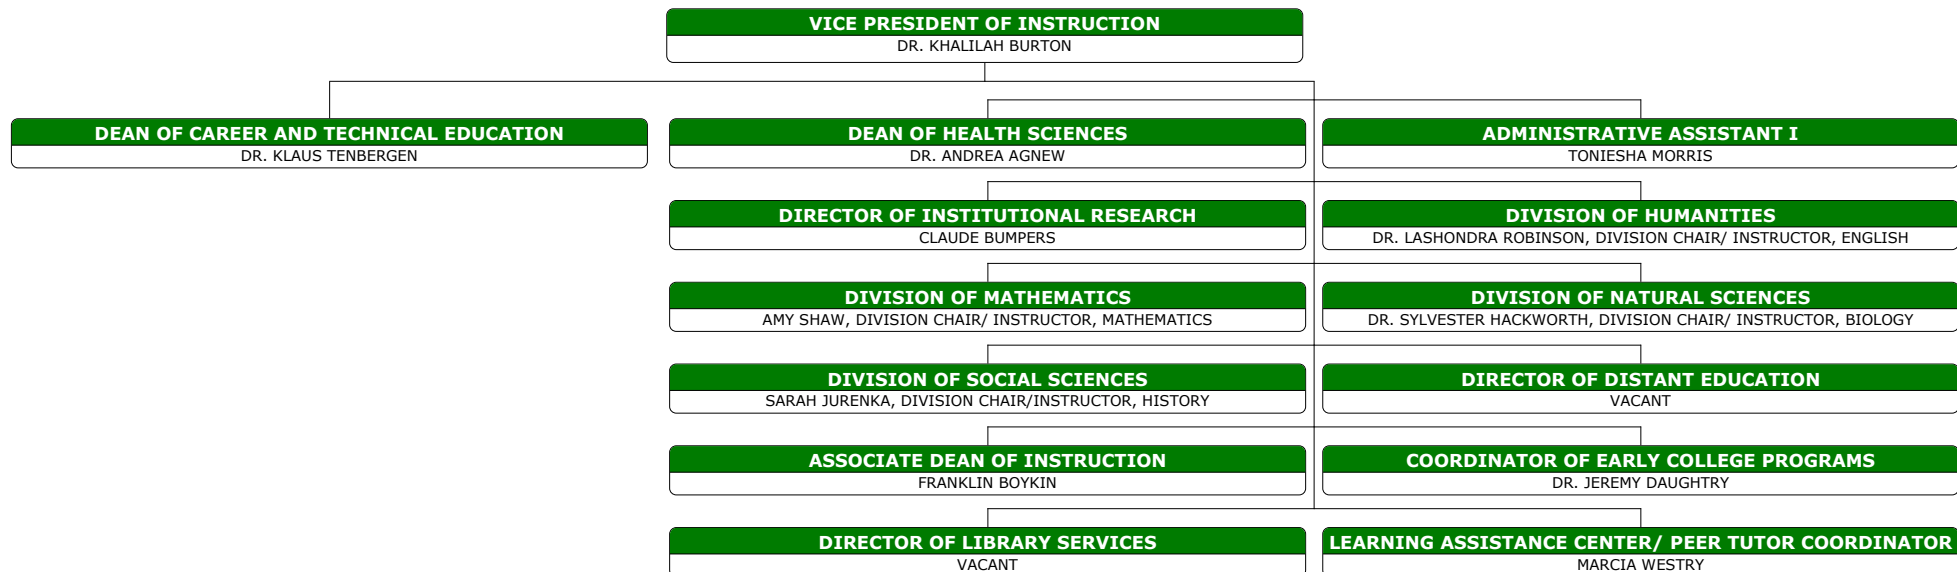 VICE PRESIDENT OF INSTRUCTION
DR. KHALILAH BURTON
DEAN OF CAREER AND TECHNICAL EDUCATION
DR. KLAUS TENBERGEN
DEAN OF HEALTH SCIENCES
DR. ANDREA AGNEW
ADMINISTRATIVE ASSISTANT I
TONIESHA MORRIS
DIRECTOR OF INSTITUTIONAL RESEARCH
CLAUDE BUMPERS
DIVISION OF HUMANITIES
DR. LASHONDRA ROBINSON, DIVISION CHAIR/ INSTRUCTOR, ENGLISH
DIVISION OF MATHEMATICS
AMY SHAW, DIVISION CHAIR/ INSTRUCTOR, MATHEMATICS
DIVISION OF NATURAL SCIENCES
DR. SYLVESTER HACKWORTH, DIVISION CHAIR/ INSTRUCTOR, BIOLOGY
DIVISION OF SOCIAL SCIENCES
SARAH JURENKA, DIVISION CHAIR/INSTRUCTOR, HISTORY
DIRECTOR OF DISTANT EDUCATION
VACANT
ASSOCIATE DEAN OF INSTRUCTION
FRANKLIN BOYKIN
COORDINATOR OF EARLY COLLEGE PROGRAMS
DR. JEREMY DAUGHTRY
DIRECTOR OF LIBRARY SERVICES
VACANT
LEARNING ASSISTANCE CENTER/ PEER TUTOR COORDINATOR
MARCIA WESTRY